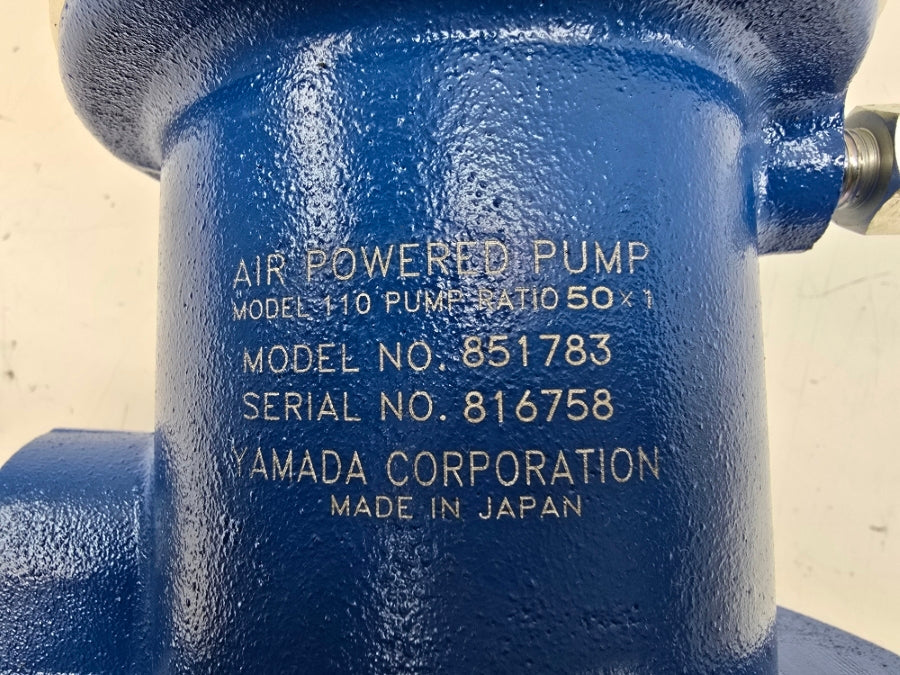 AIR POWERED PUMP
MODEL 110 PUMP RATIO 50 × 1
MODEL NO. 851783
SERIAL NO. 816758
YAMADA CORPORATION
MADE IN JAPAN